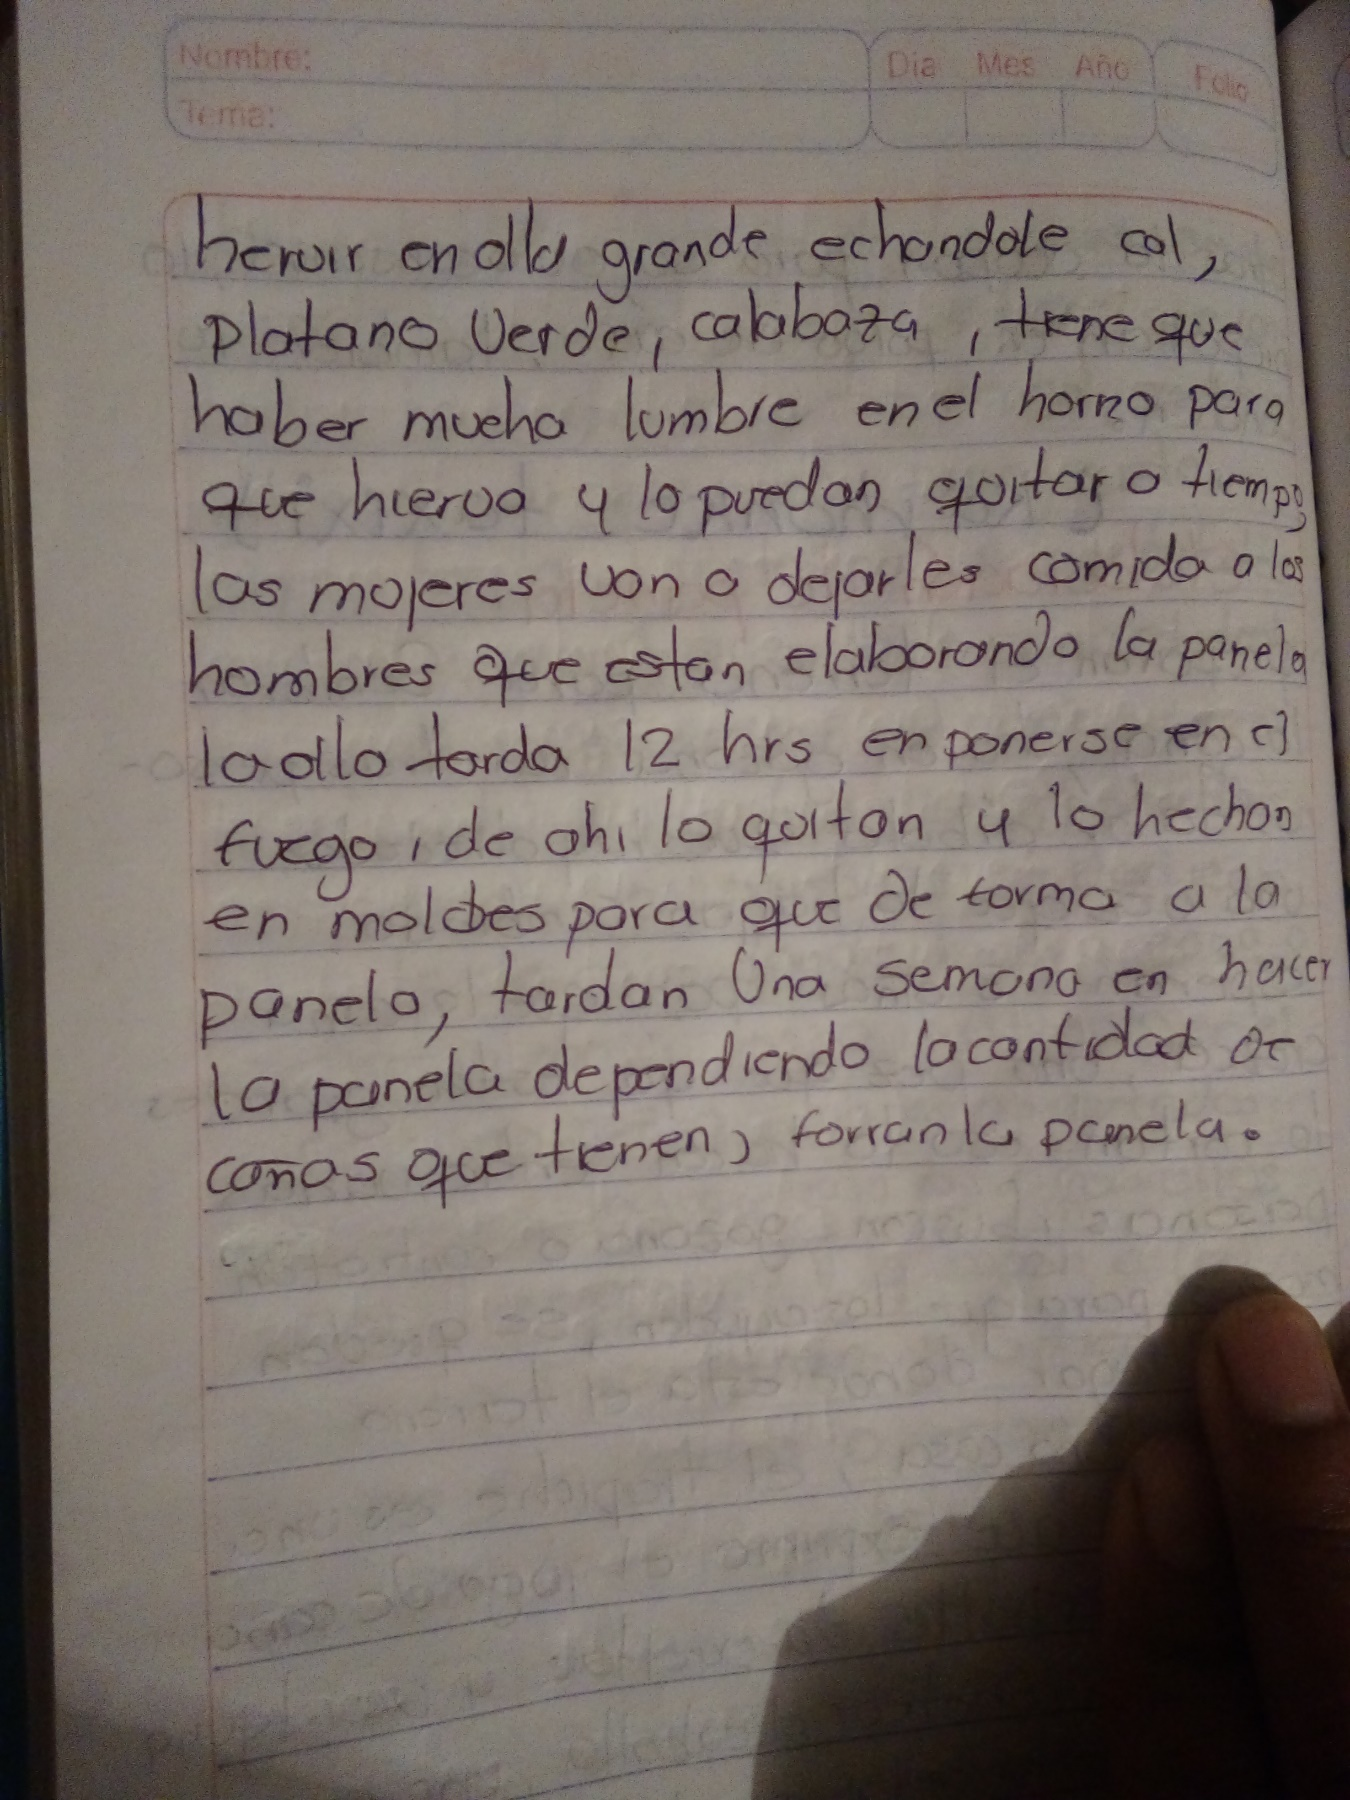 Nombre:
Dia Mes Año
Folio
Tema:
hervir en olla grande echandole cal,
platano verde, calabaza, tiene que
haber mucha lumbre en el horno para
que hierva y lo puedan quitar a tiempo,
las mujeres van a dejarles comida a los
hombres que estan elaborando la panela
la olla tarda 12 hrs en ponerse en el
fuego, de ahi lo quitan y lo hechan
en moldes para que de forma a la
panela, tardan una semana en hacer
la panela dependiendo la cantidad de
cañas que tienen, forran la panela.